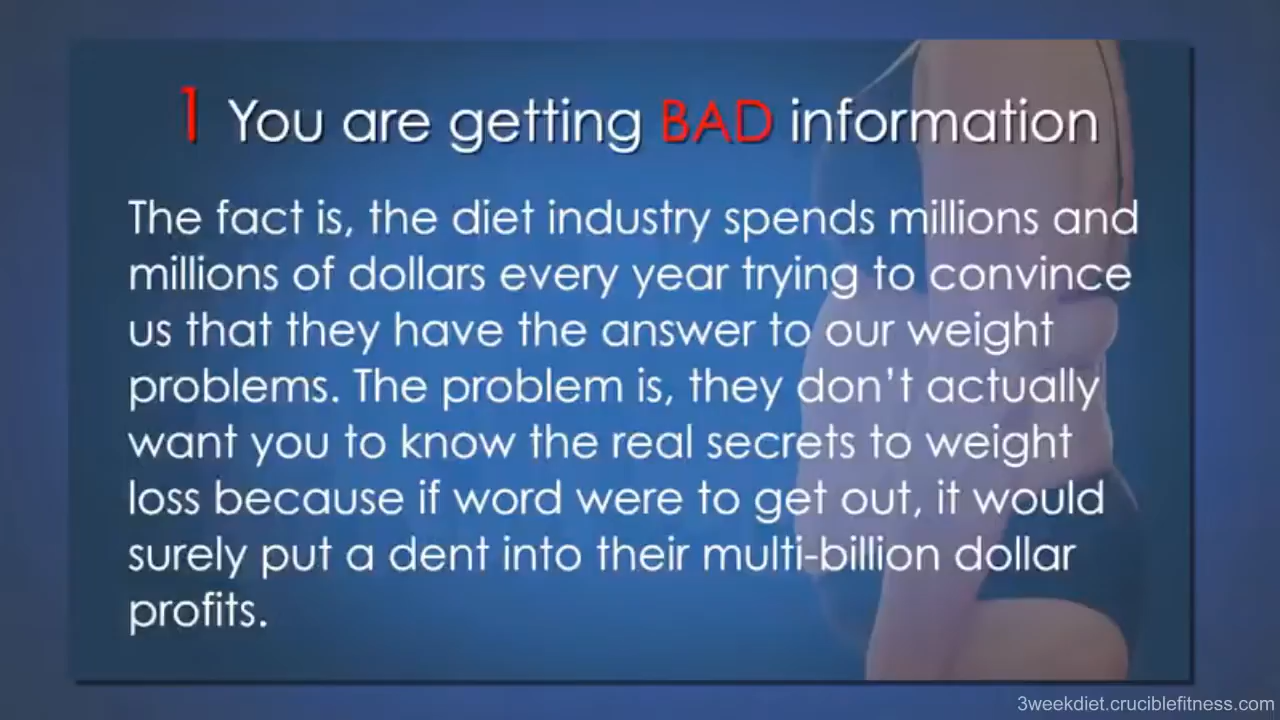 1 You are getting BAD information
The fact is, the diet industry spends millions and
millions of dollars every year trying to convince
us that they have the answer to our weight
problems. The problem is, they don’t actually
want you to know the real secrets to weight
loss because if word were to get out, it would
surely put a dent into their multi-billion dollar
profits.
3weekdiet.cruciblefitness.com